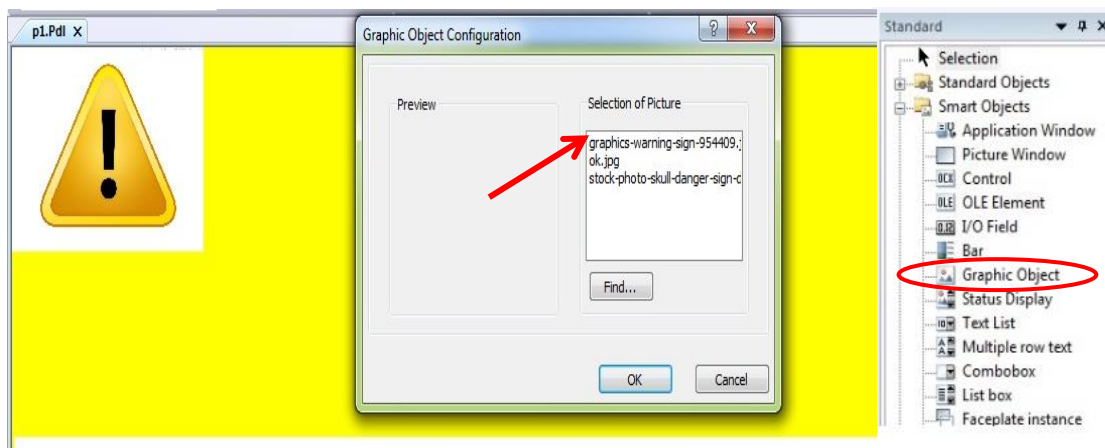 p1.Pdl X
Graphic Object Configuration
Preview
Selection of Picture
graphics-warning-sign-954409.j
ok.jpg
stock-photo-skull-danger-sign-c
Find...
OK
Cancel
Standard
Selection
Standard Objects
Smart Objects
Application Window
Picture Window
OCX Control
OLE OLE Element
0.12 I/O Field
Bar
Graphic Object
Status Display
Text List
Multiple row text
Combobox
List box
Faceplate instance